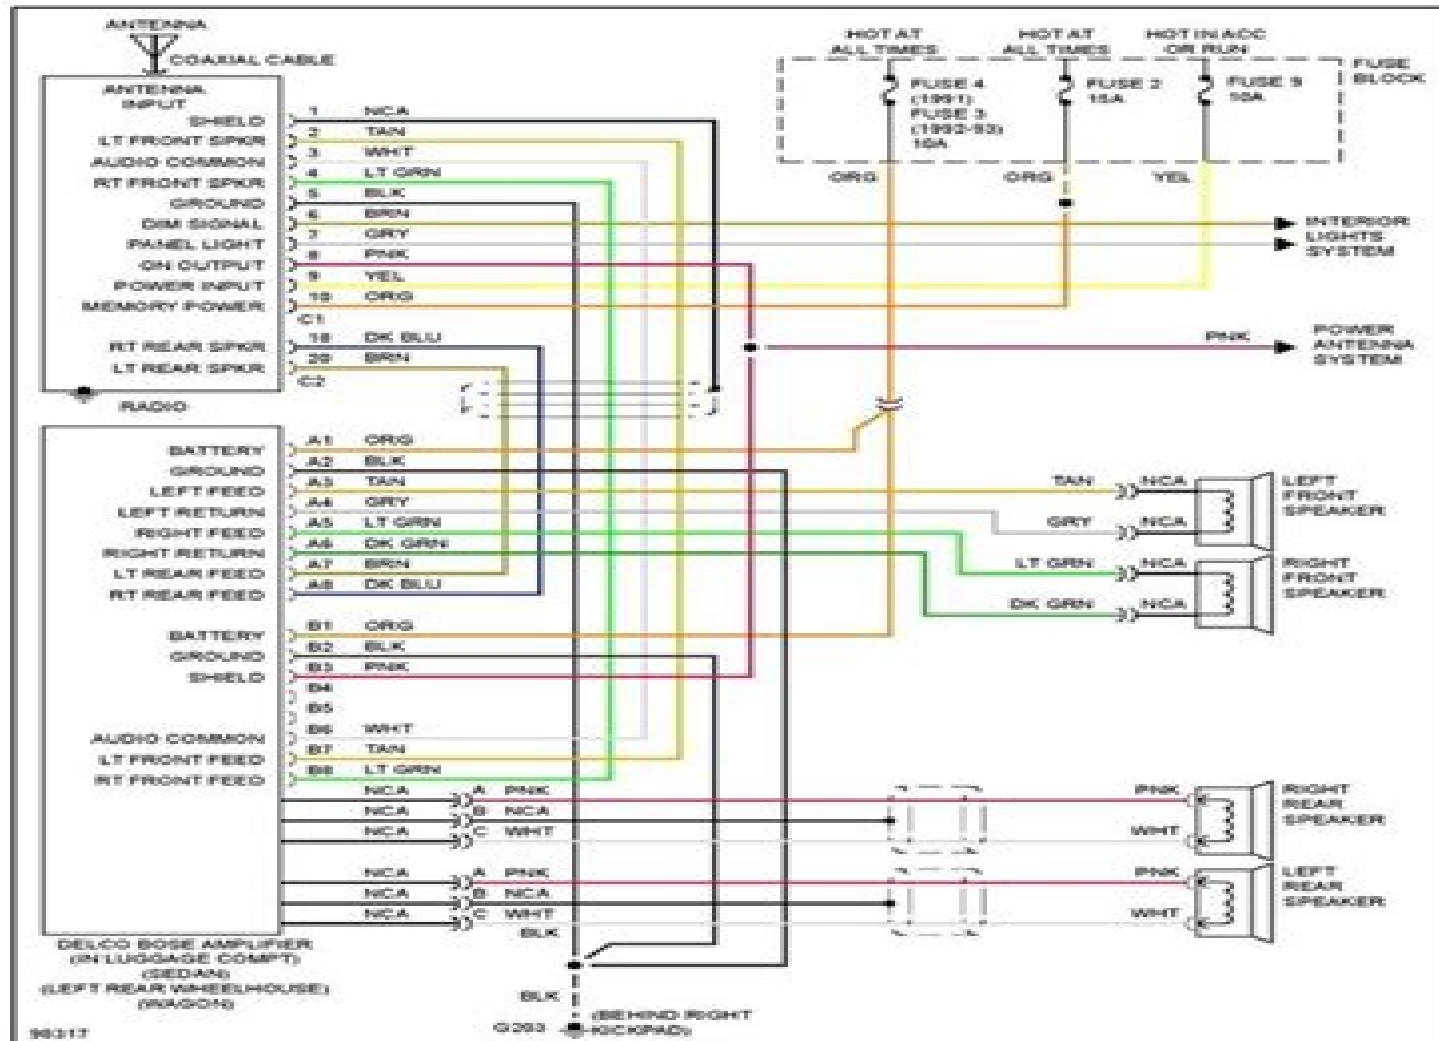 ANTENNA
COAXIAL CABLE
ANTENNA
INPUT
SHIELD 1 NCA
LT FRONT SPKR 2 TAN
AUDIO COMMON 3 WHT
RT FRONT SPKR 4 LT GRN
GROUND 5 BLK
DIM SIGNAL 6 BRN
PANEL LIGHT 7 GRY
ON OUTPUT 8 PNK
POWER INPUT 9 YEL
MEMORY POWER 10 ORG
C1
RT REAR SPKR 18 DK BLU
LT REAR SPKR 20 BRN
C2
RADIO
HOT AT
ALL TIMES
HOT AT
ALL TIMES
HOT IN ACC
OR RUN
FUSE
BLOCK
FUSE 4
(1991)
FUSE 3
(1992-93)
10A
FUSE 2
15A
FUSE 9
10A
ORG
ORG
YEL
INTERIOR
LIGHTS
SYSTEM
PNK
POWER
ANTENNA
SYSTEM
BATTERY A1 ORG
GROUND A2 BLK
LEFT FEED A3 TAN
LEFT RETURN A4 GRY
RIGHT FEED A5 LT GRN
RIGHT RETURN A6 DK GRN
LT REAR FEED A7 BRN
RT REAR FEED A8 DK BLU
BATTERY B1 ORG
GROUND B2 BLK
SHIELD B3 PNK
B4
B5
AUDIO COMMON B6 WHT
LT FRONT FEED B7 TAN
RT FRONT FEED B8 LT GRN
NCA A PNK
NCA B NCA
NCA C WHT
NCA A PNK
NCA B NCA
NCA C WHT
TAN NCA
GRY NCA
LEFT
FRONT
SPEAKER
LT GRN NCA
DK GRN NCA
RIGHT
FRONT
SPEAKER
PNK
WHT
RIGHT
REAR
SPEAKER
PNK
WHT
LEFT
REAR
SPEAKER
BLK
DELCO BOSE AMPLIFIER
(IN LUGGAGE COMPT)
(SEDAN)
(LEFT REAR WHEELHOUSE)
(WAGON)
BLK
G203
(BEHIND RIGHT
KICKPAD)
96317